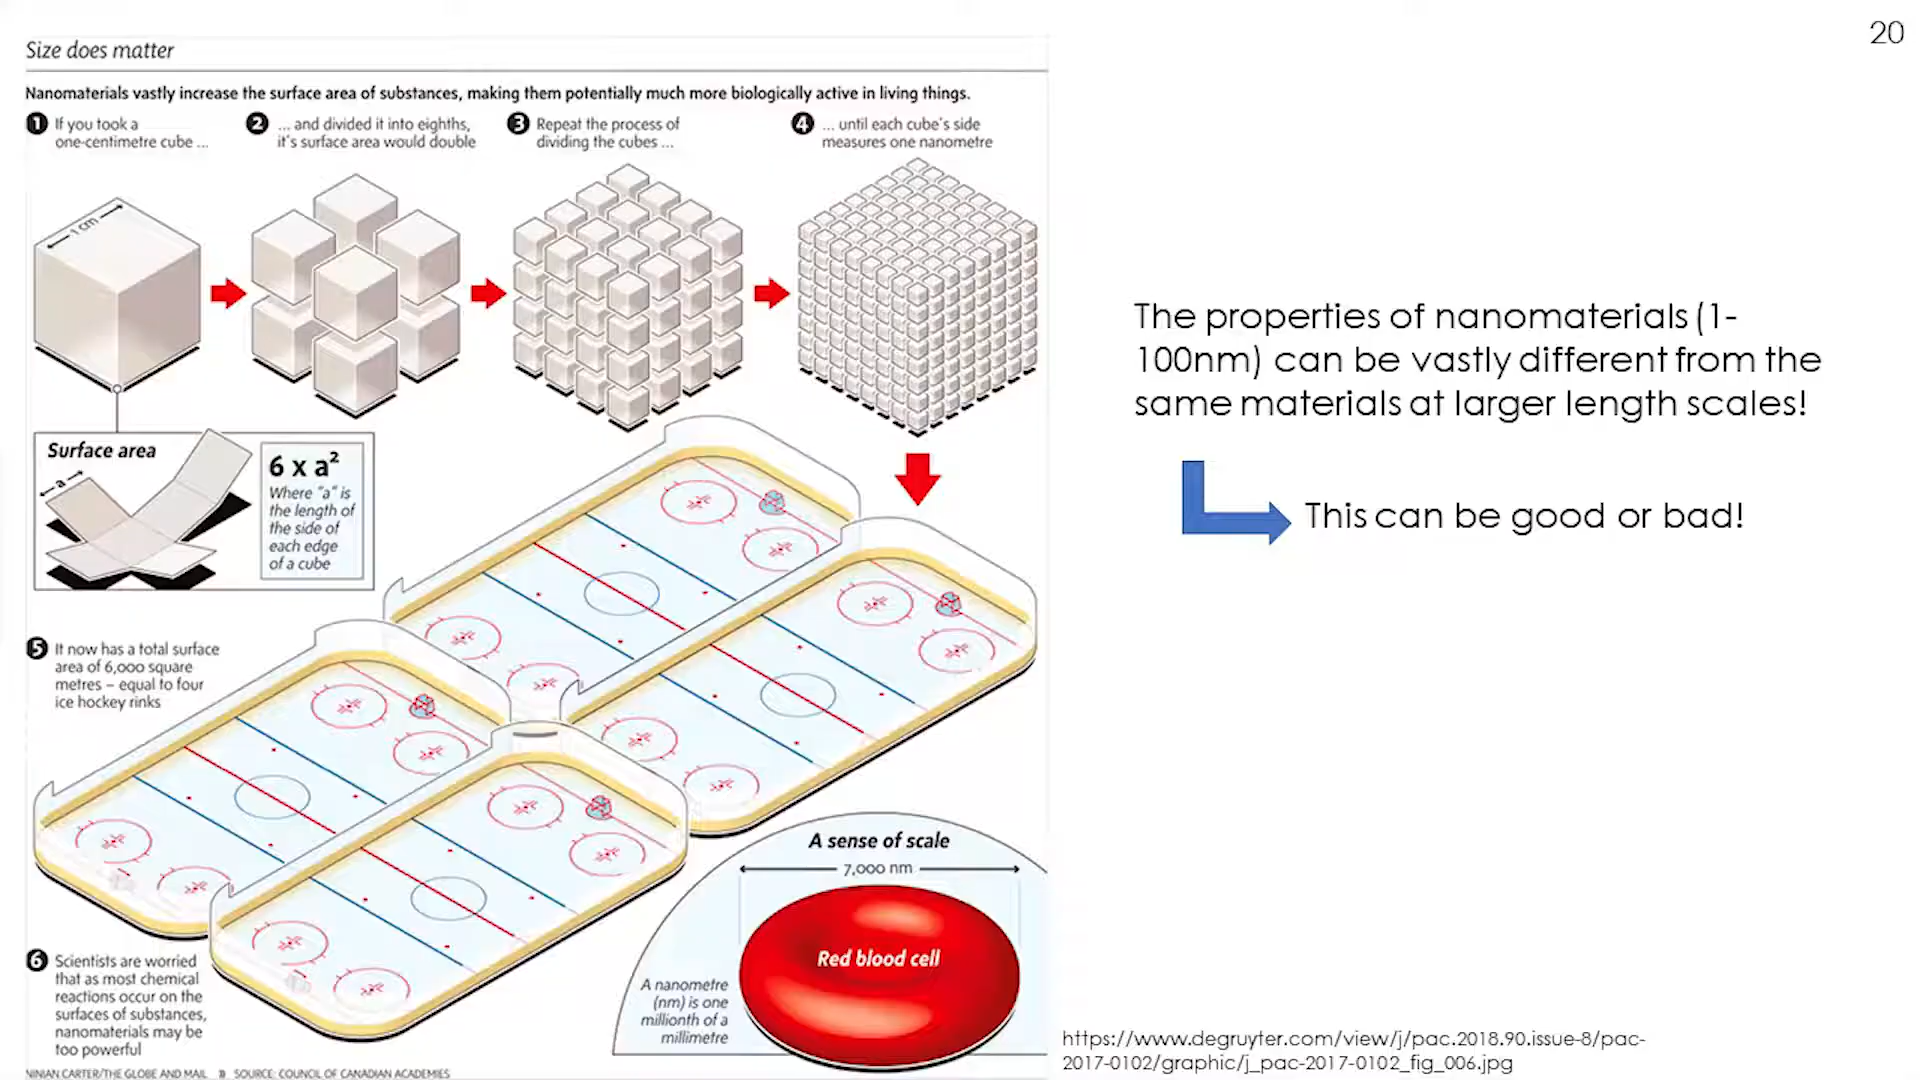 20
Size does matter
Nanomaterials vastly increase the surface area of substances, making them potentially much more biologically active in living things.
1 If you took a
one-centimetre cube ...
2 ... and divided it into eighths,
it's surface area would double
3 Repeat the process of
dividing the cubes ...
4 ... until each cube's side
measures one nanometre
1 cm
Surface area
a
6 x a²
Where "a" is
the length of
the side of
each edge
of a cube
5 It now has a total surface
area of 6,000 square
metres – equal to four
ice hockey rinks
6 Scientists are worried
that as most chemical
reactions occur on the
surfaces of substances,
nanomaterials may be
too powerful
A sense of scale
7,000 nm
Red blood cell
A nanometre
(nm) is one
millionth of a
millimetre
NINIAN CARTER/THE GLOBE AND MAIL » SOURCE: COUNCIL OF CANADIAN ACADEMIES
The properties of nanomaterials (1-
100nm) can be vastly different from the
same materials at larger length scales!
This can be good or bad!
https://www.degruyter.com/view/j/pac.2018.90.issue-8/pac-
2017-0102/graphic/j_pac-2017-0102_fig_006.jpg